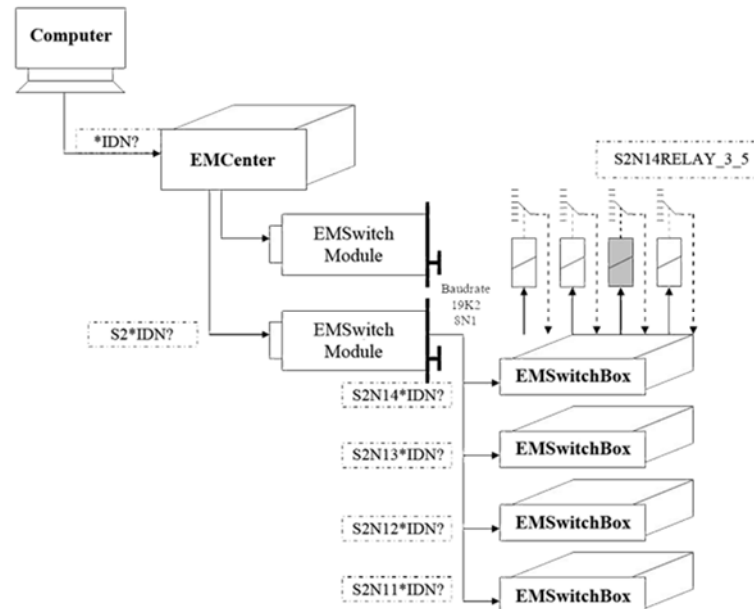 Computer
*IDN?
EMCenter
S2N14RELAY_3_5
EMSwitch
Module
Baudrate
19K2
8N1
S2*IDN?
EMSwitch
Module
EMSwitchBox
S2N14*IDN?
S2N13*IDN?
EMSwitchBox
S2N12*IDN?
EMSwitchBox
S2N11*IDN?
EMSwitchBox